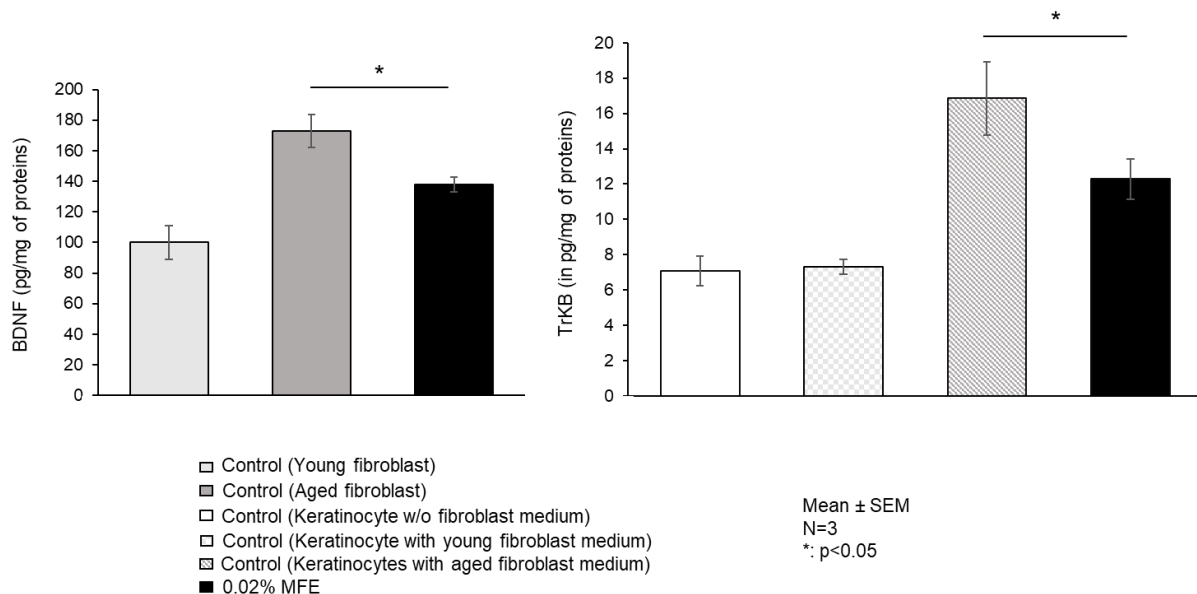 *
BDNF (pg/mg of proteins)
200
180
160
140
120
100
80
60
40
20
0
*
TrKB (in pg/mg of proteins)
20
18
16
14
12
10
8
6
4
2
0
Control (Young fibroblast)
Control (Aged fibroblast)
Control (Keratinocyte w/o fibroblast medium)
Control (Keratinocyte with young fibroblast medium)
Control (Keratinocytes with aged fibroblast medium)
0.02% MFE
Mean ± SEM
N=3
*: p<0.05